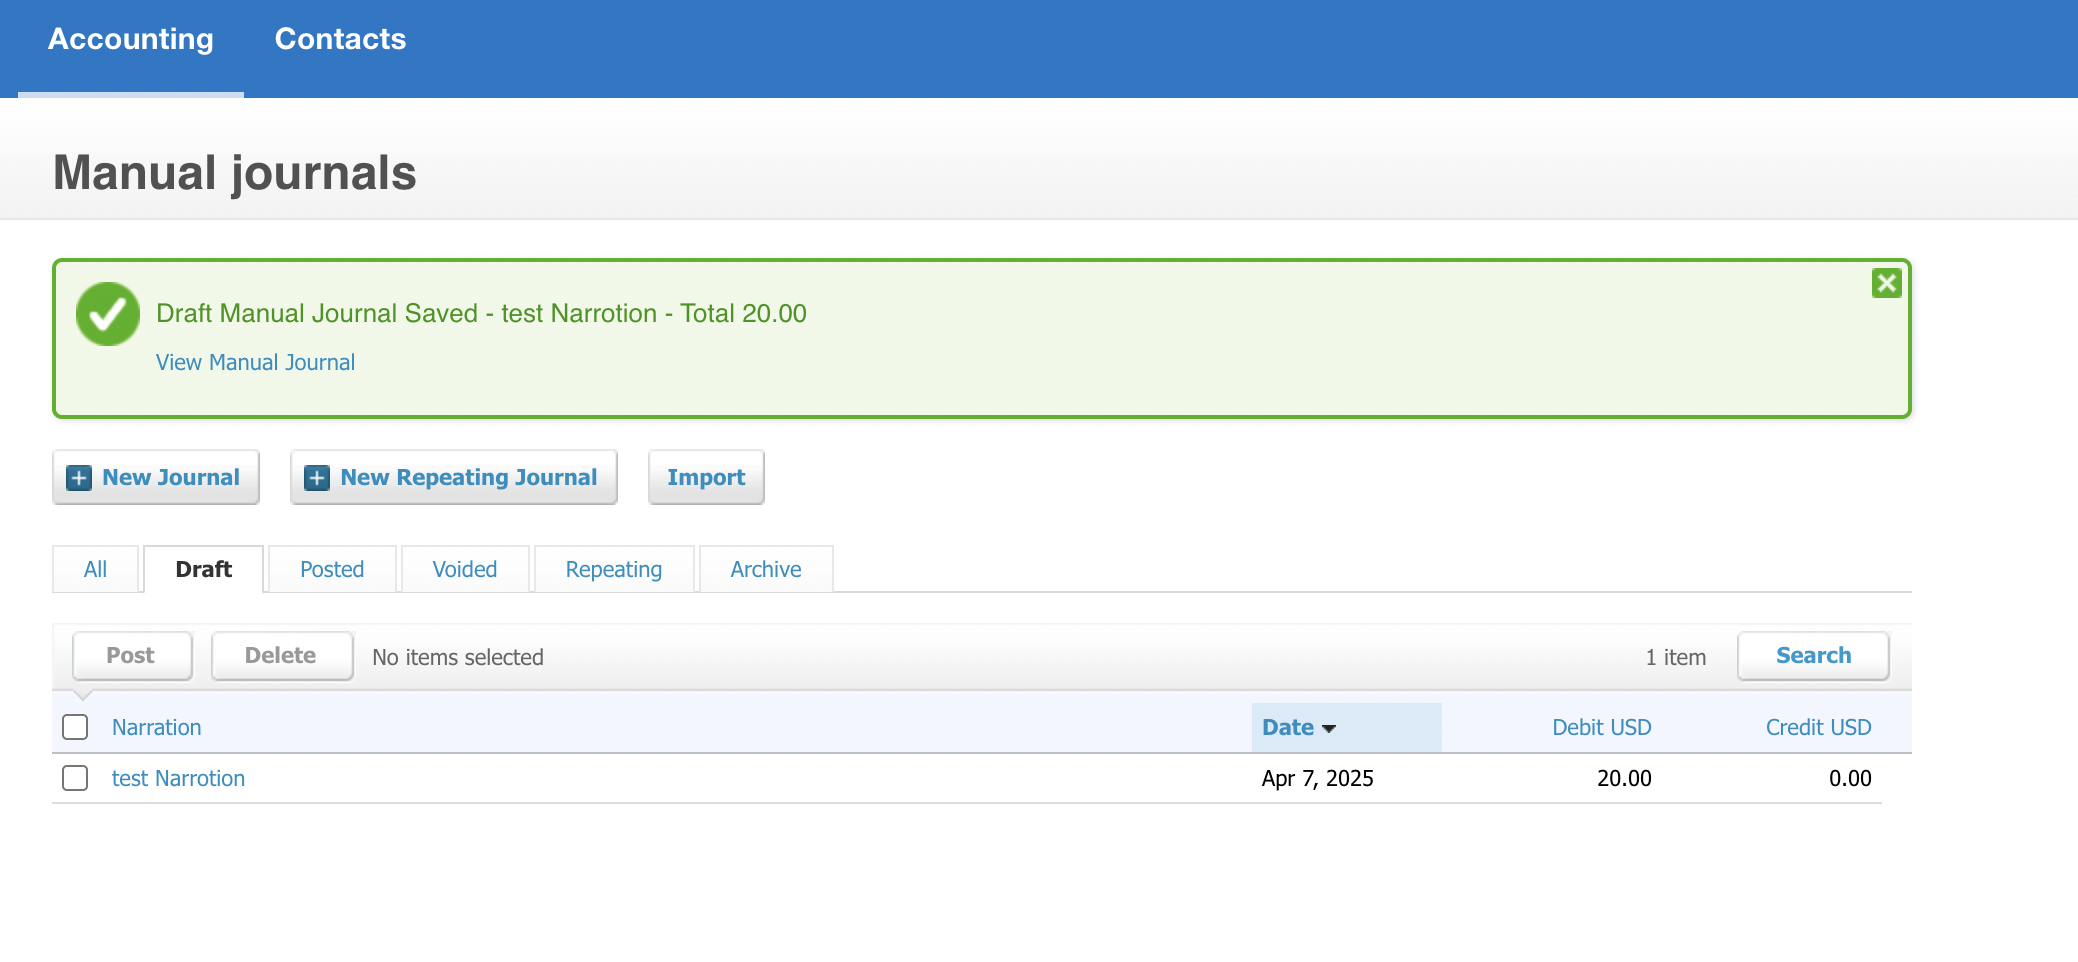 Accounting Contacts
Manual journals
Draft Manual Journal Saved - test Narrotion - Total 20.00
View Manual Journal
New Journal New Repeating Journal Import
All Draft Posted Voided Repeating Archive
Post Delete No items selected 1 item Search
Narration Date Debit USD Credit USD
test Narrotion Apr 7, 2025 20.00 0.00